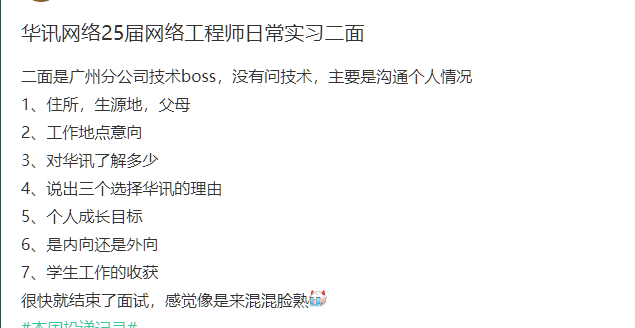 华讯网络25届网络工程师日常实习二面
二面是广州分公司技术boss，没有问技术，主要是沟通个人情况
1、住所，生源地，父母
2、工作地点意向
3、对华讯了解多少
4、说出三个选择华讯的理由
5、个人成长目标
6、是内向还是外向
7、学生工作的收获
很快就结束了面试，感觉像是来混混脸熟